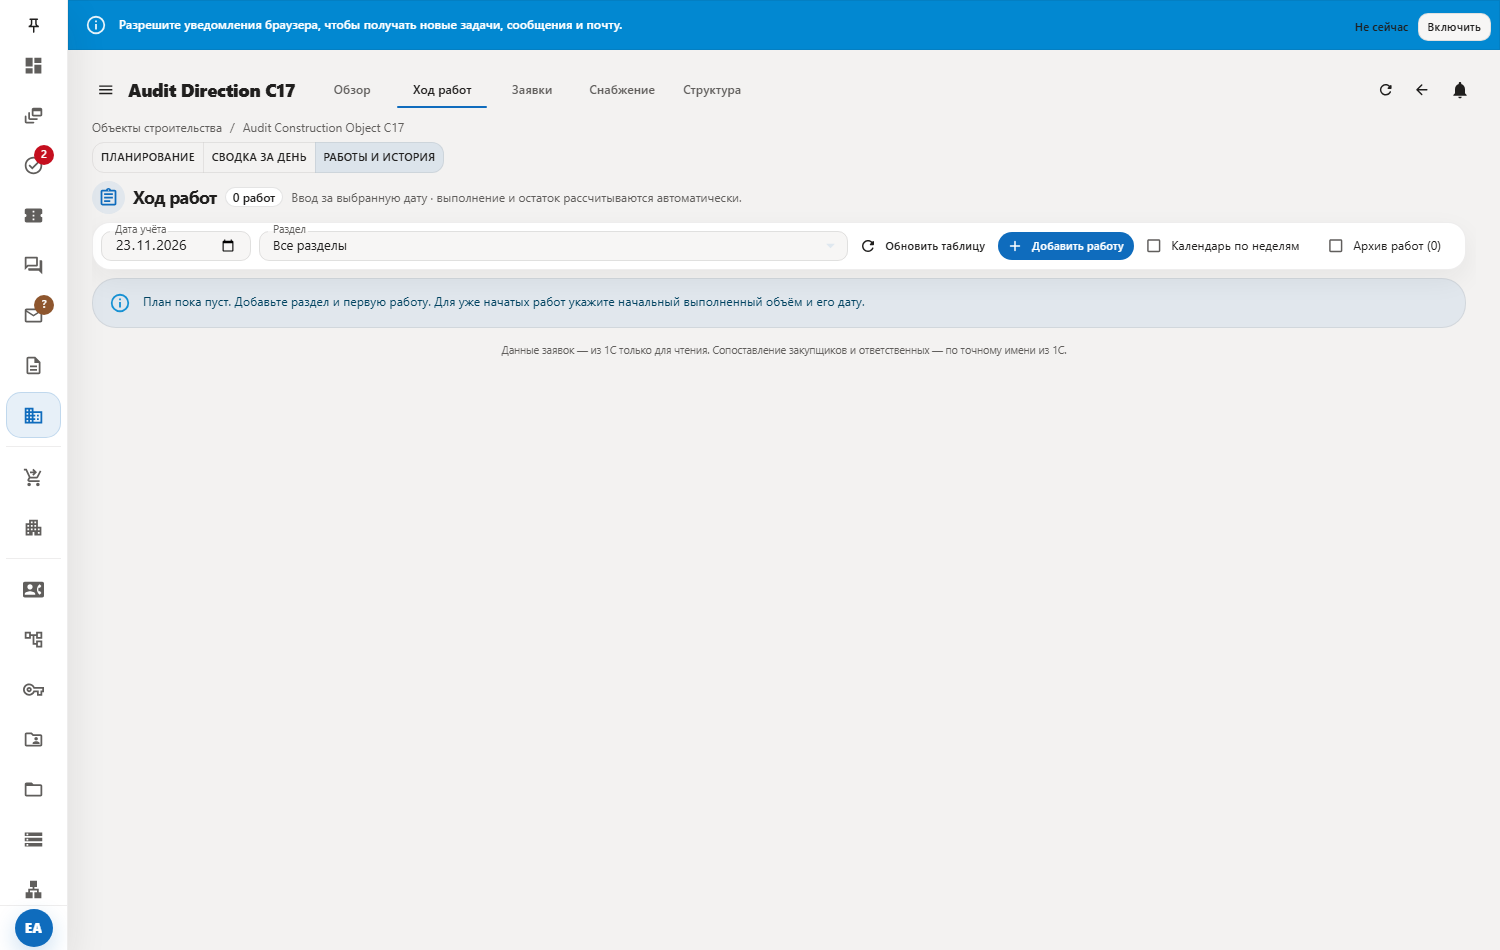 Разрешите уведомления браузера, чтобы получать новые задачи, сообщения и почту.
Не сейчас
Включить
Audit Direction C17
Обзор
Ход работ
Заявки
Снабжение
Структура
2
Объекты строительства / Audit Construction Object C17
ПЛАНИРОВАНИЕ
СВОДКА ЗА ДЕНЬ
РАБОТЫ И ИСТОРИЯ
Ход работ
0 работ
Ввод за выбранную дату · выполнение и остаток рассчитываются автоматически.
Дата учёта
23.11.2026
Раздел
Все разделы
Обновить таблицу
Добавить работу
Календарь по неделям
Архив работ (0)
?
План пока пуст. Добавьте раздел и первую работу. Для уже начатых работ укажите начальный выполненный объём и его дату.
Данные заявок — из 1С только для чтения. Сопоставление закупщиков и ответственных — по точному имени из 1С.
EA